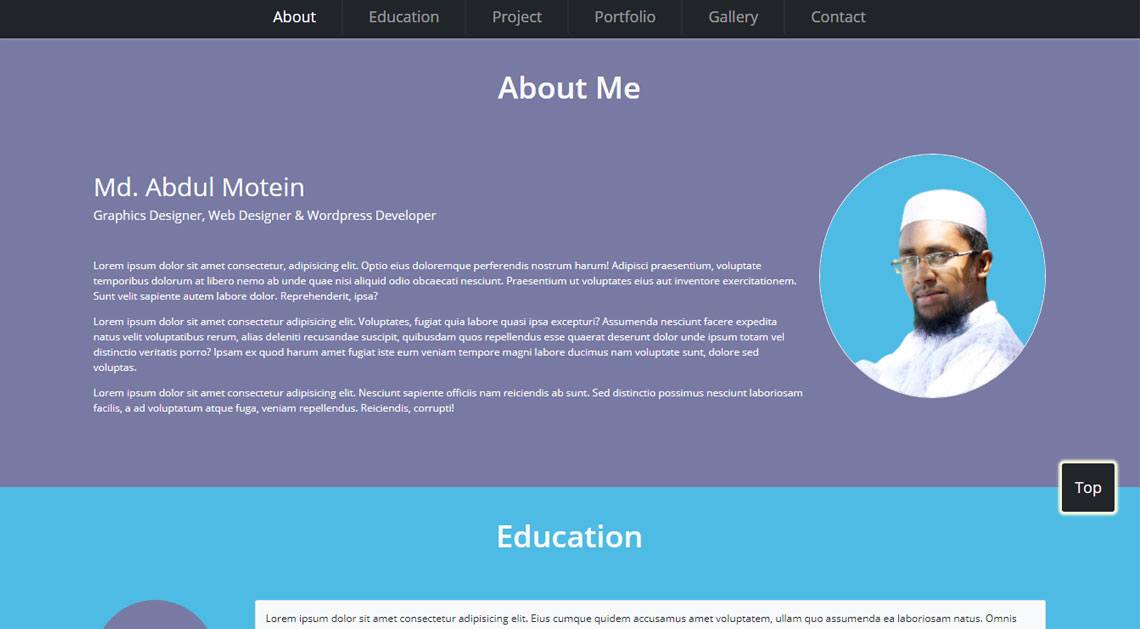 About
Education
Project
Portfolio
Gallery
Contact
About Me
Md. Abdul Motein
Graphics Designer, Web Designer & Wordpress Developer
Lorem ipsum dolor sit amet consectetur, adipisicing elit. Optio eius doloremque perferendis nostrum harum! Adipisci praesentium, voluptate
temporibus dolorum at libero nemo ab unde quae nisi aliquid odio obcaecati nesciunt. Praesentium ut voluptates eius aut inventore exercitationem.
Sunt velit sapiente autem labore dolor. Reprehenderit, ipsa?
Lorem ipsum dolor sit amet consectetur adipisicing elit. Voluptates, fugiat quia labore quasi ipsa excepturi? Assumenda nesciunt facere expedita
natus velit voluptatibus rerum, alias deleniti recusandae suscipit, quibusdam quos repellendus esse quaerat deserunt dolor unde ipsum totam vel
distinctio veritatis porro? Ipsam ex quod harum amet fugiat iste eum veniam tempore magni labore ducimus nam voluptate sunt, dolore sed
voluptas.
Lorem ipsum dolor sit amet consectetur adipisicing elit. Nesciunt sapiente officiis nam reiciendis ab sunt. Sed distinctio possimus nesciunt laboriosam
facilis, a ad voluptatum atque fuga, veniam repellendus. Reiciendis, corrupti!
Top
Education
Lorem ipsum dolor sit amet consectetur adipisicing elit. Eius cumque quidem accusamus amet voluptatem, ullam quo assumenda ea laboriosam natus. Omnis